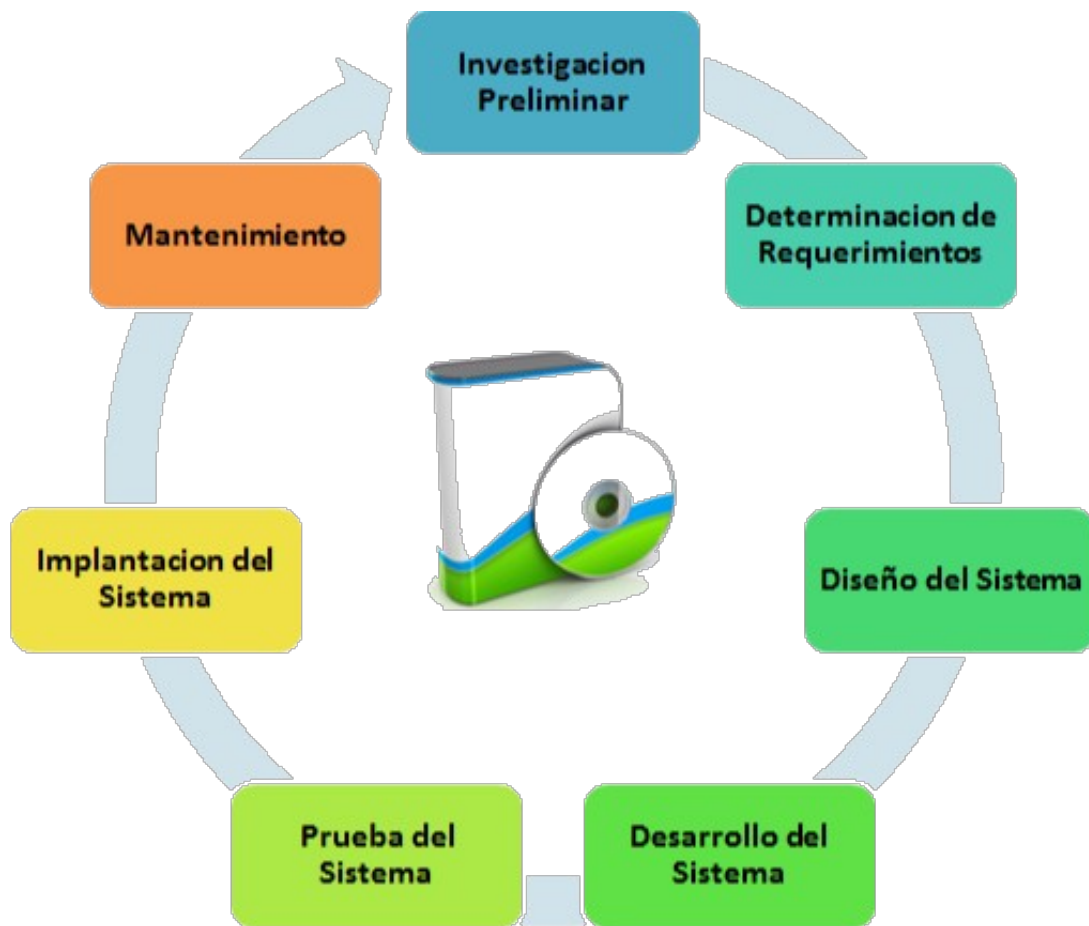 Investigacion
Preliminar
Determinacion de
Requerimientos
Diseño del Sistema
Desarrollo del
Sistema
Prueba del
Sistema
Implantacion del
Sistema
Mantenimiento